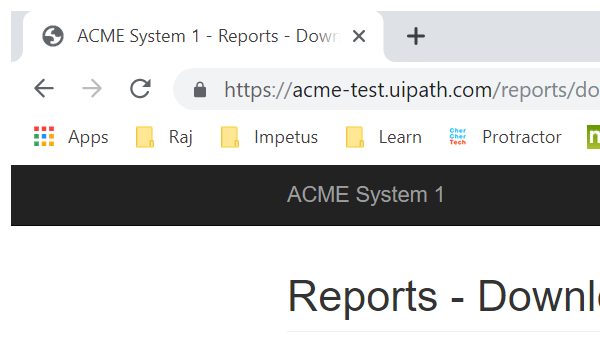 ACME System 1 - Reports - Down
https://acme-test.uipath.com/reports/do
Apps Raj Impetus Learn Cher Cher Tech Protractor n
ACME System 1
Reports - Downl